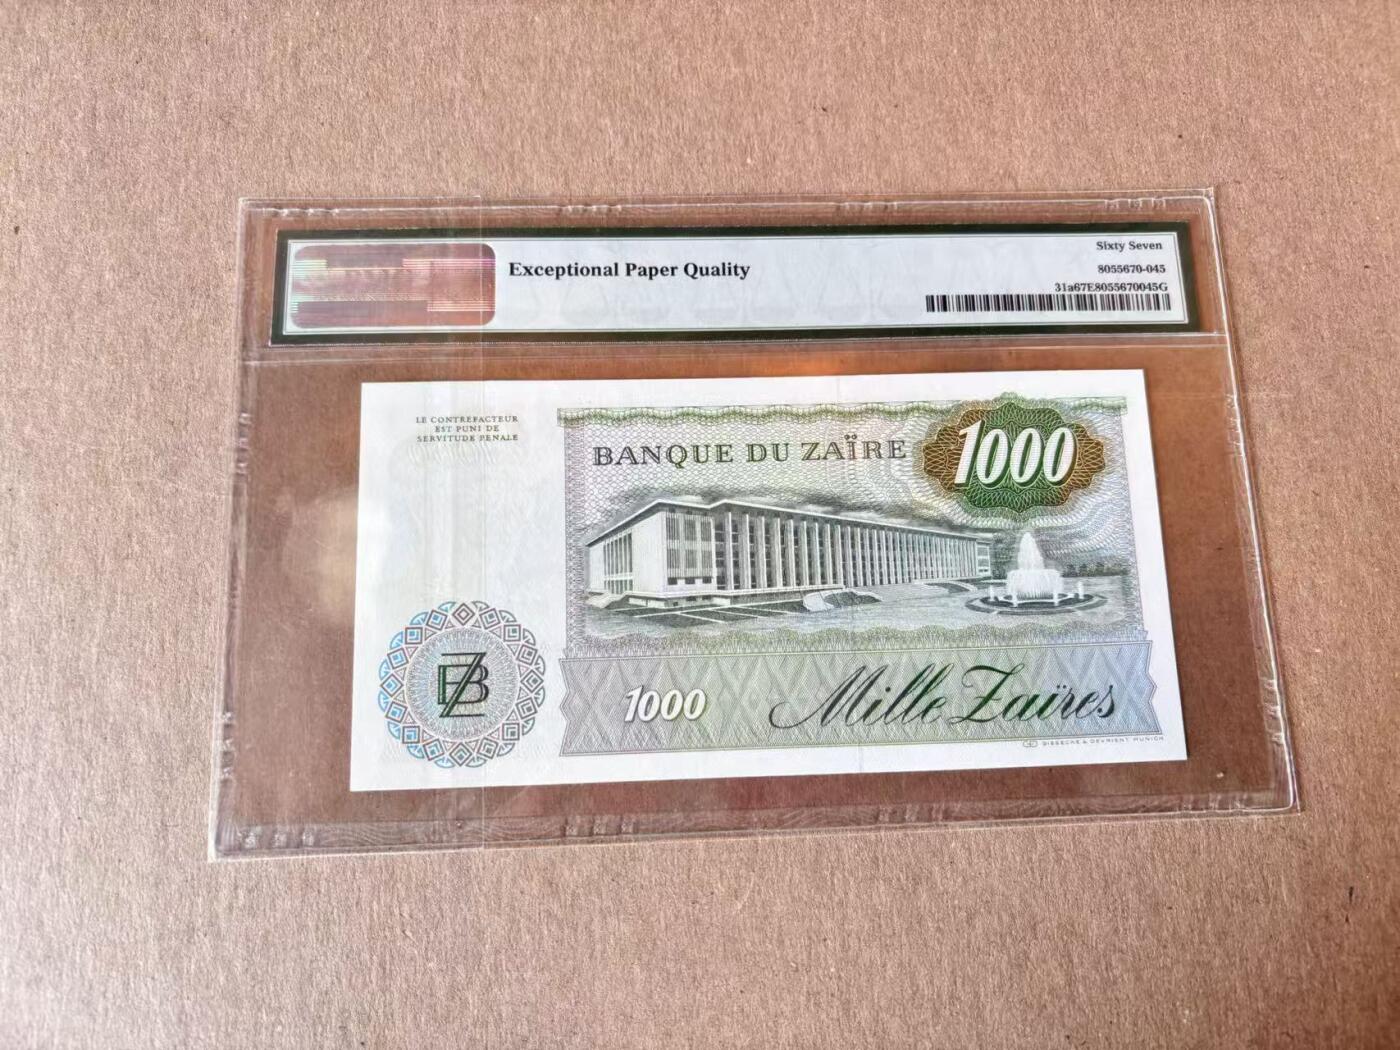 Exceptional Paper Quality
Sixty Seven
8055670-045
31a67E8055670045G
LE CONTREFACTEUR
EST PUNI DE
SERVITUDE PENALE
BANQUE DU ZAÏRE
1000
BZ
1000
Mille Zaïres
GIESECKE & DEVRIENT MUNICH